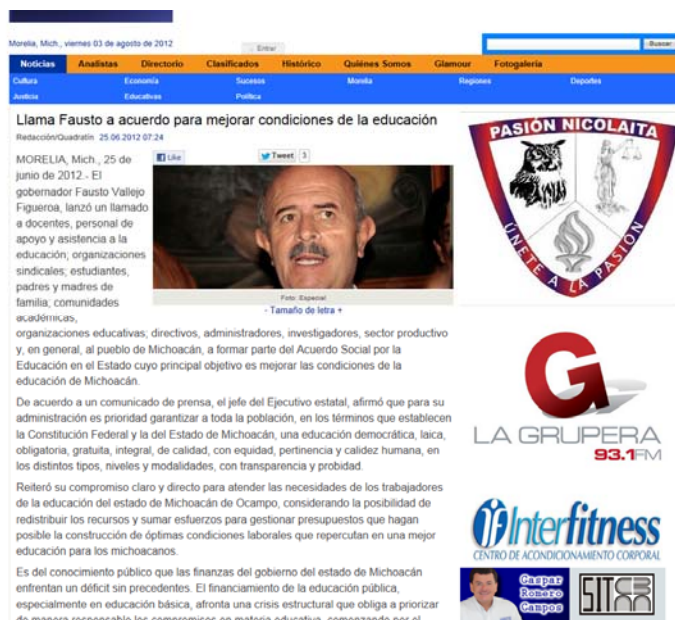 Morelia, Mich., viernes 03 de agosto de 2012
Entrar
Buscar
Noticias Analistas Directorio Clasificados Histórico Quiénes Somos Glamour Fotogalería
Cultura Economía Sucesos Morelia Regiones Deportes
Justicia Educativas Política
Llama Fausto a acuerdo para mejorar condiciones de la educación
Redacción/Quadratín 25.06.2012 07:24
Like
Tweet 3
MORELIA, Mich., 25 de
junio de 2012.- El
gobernador Fausto Vallejo
Figueroa, lanzó un llamado
a docentes, personal de
apoyo y asistencia a la
educación; organizaciones
sindicales; estudiantes,
padres y madres de
familia; comunidades
académicas,
Foto: Especial
- Tamaño de letra +
organizaciones educativas; directivos, administradores, investigadores, sector productivo
y, en general, al pueblo de Michoacán, a formar parte del Acuerdo Social por la
Educación en el Estado cuyo principal objetivo es mejorar las condiciones de la
educación de Michoacán.
De acuerdo a un comunicado de prensa, el jefe del Ejecutivo estatal, afirmó que para su
administración es prioridad garantizar a toda la población, en los términos que establecen
la Constitución Federal y la del Estado de Michoacán, una educación democrática, laica,
obligatoria, gratuita, integral, de calidad, con equidad, pertinencia y calidez humana, en
los distintos tipos, niveles y modalidades, con transparencia y probidad.
Reiteró su compromiso claro y directo para atender las necesidades de los trabajadores
de la educación del estado de Michoacán de Ocampo, considerando la posibilidad de
redistribuir los recursos y sumar esfuerzos para gestionar presupuestos que hagan
posible la construcción de óptimas condiciones laborales que repercutan en una mejor
educación para los michoacanos.
Es del conocimiento público que las finanzas del gobierno del estado de Michoacán
enfrentan un déficit sin precedentes. El financiamiento de la educación pública,
especialmente en educación básica, afronta una crisis estructural que obliga a priorizar
de manera responsable los compromisos en materia educativa, comenzando por el
PASIÓN NICOLAITA
ÚNETE A LA PASIÓN
G
LA GRUPERA
93.1FM
Interfitness
CENTRO DE ACONDICIONAMIENTO CORPORAL
Gaspar
Romero
Campos